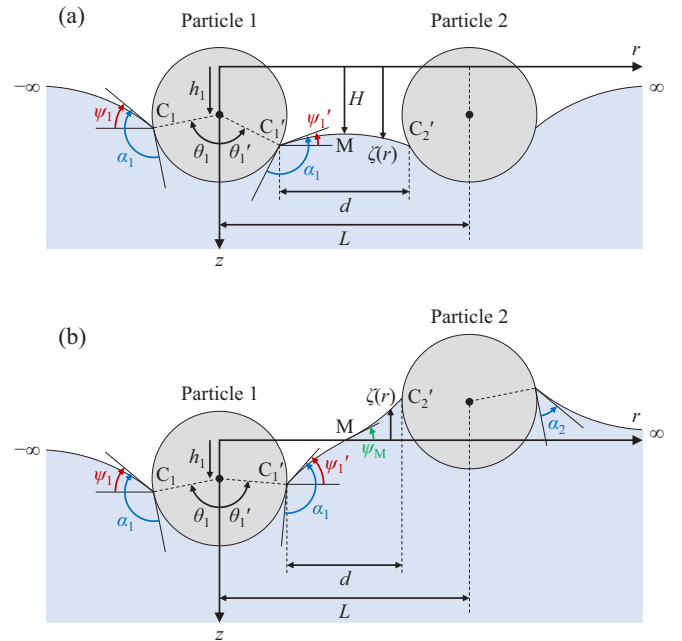 (a)
Particle 1
Particle 2
r
−∞
∞
h₁
H
ψ₁
C₁
C₁′
ψ₁′
M
C₂′
θ₁
θ₁′
ζ(r)
α₁
α₁
d
L
z
(b)
Particle 2
Particle 1
ζ(r)
C₂′
−∞
M
r
∞
h₁
ψ_M
α₂
ψ₁
C₁
C₁′
ψ₁′
θ₁
θ₁′
α₁
α₁
d
L
z